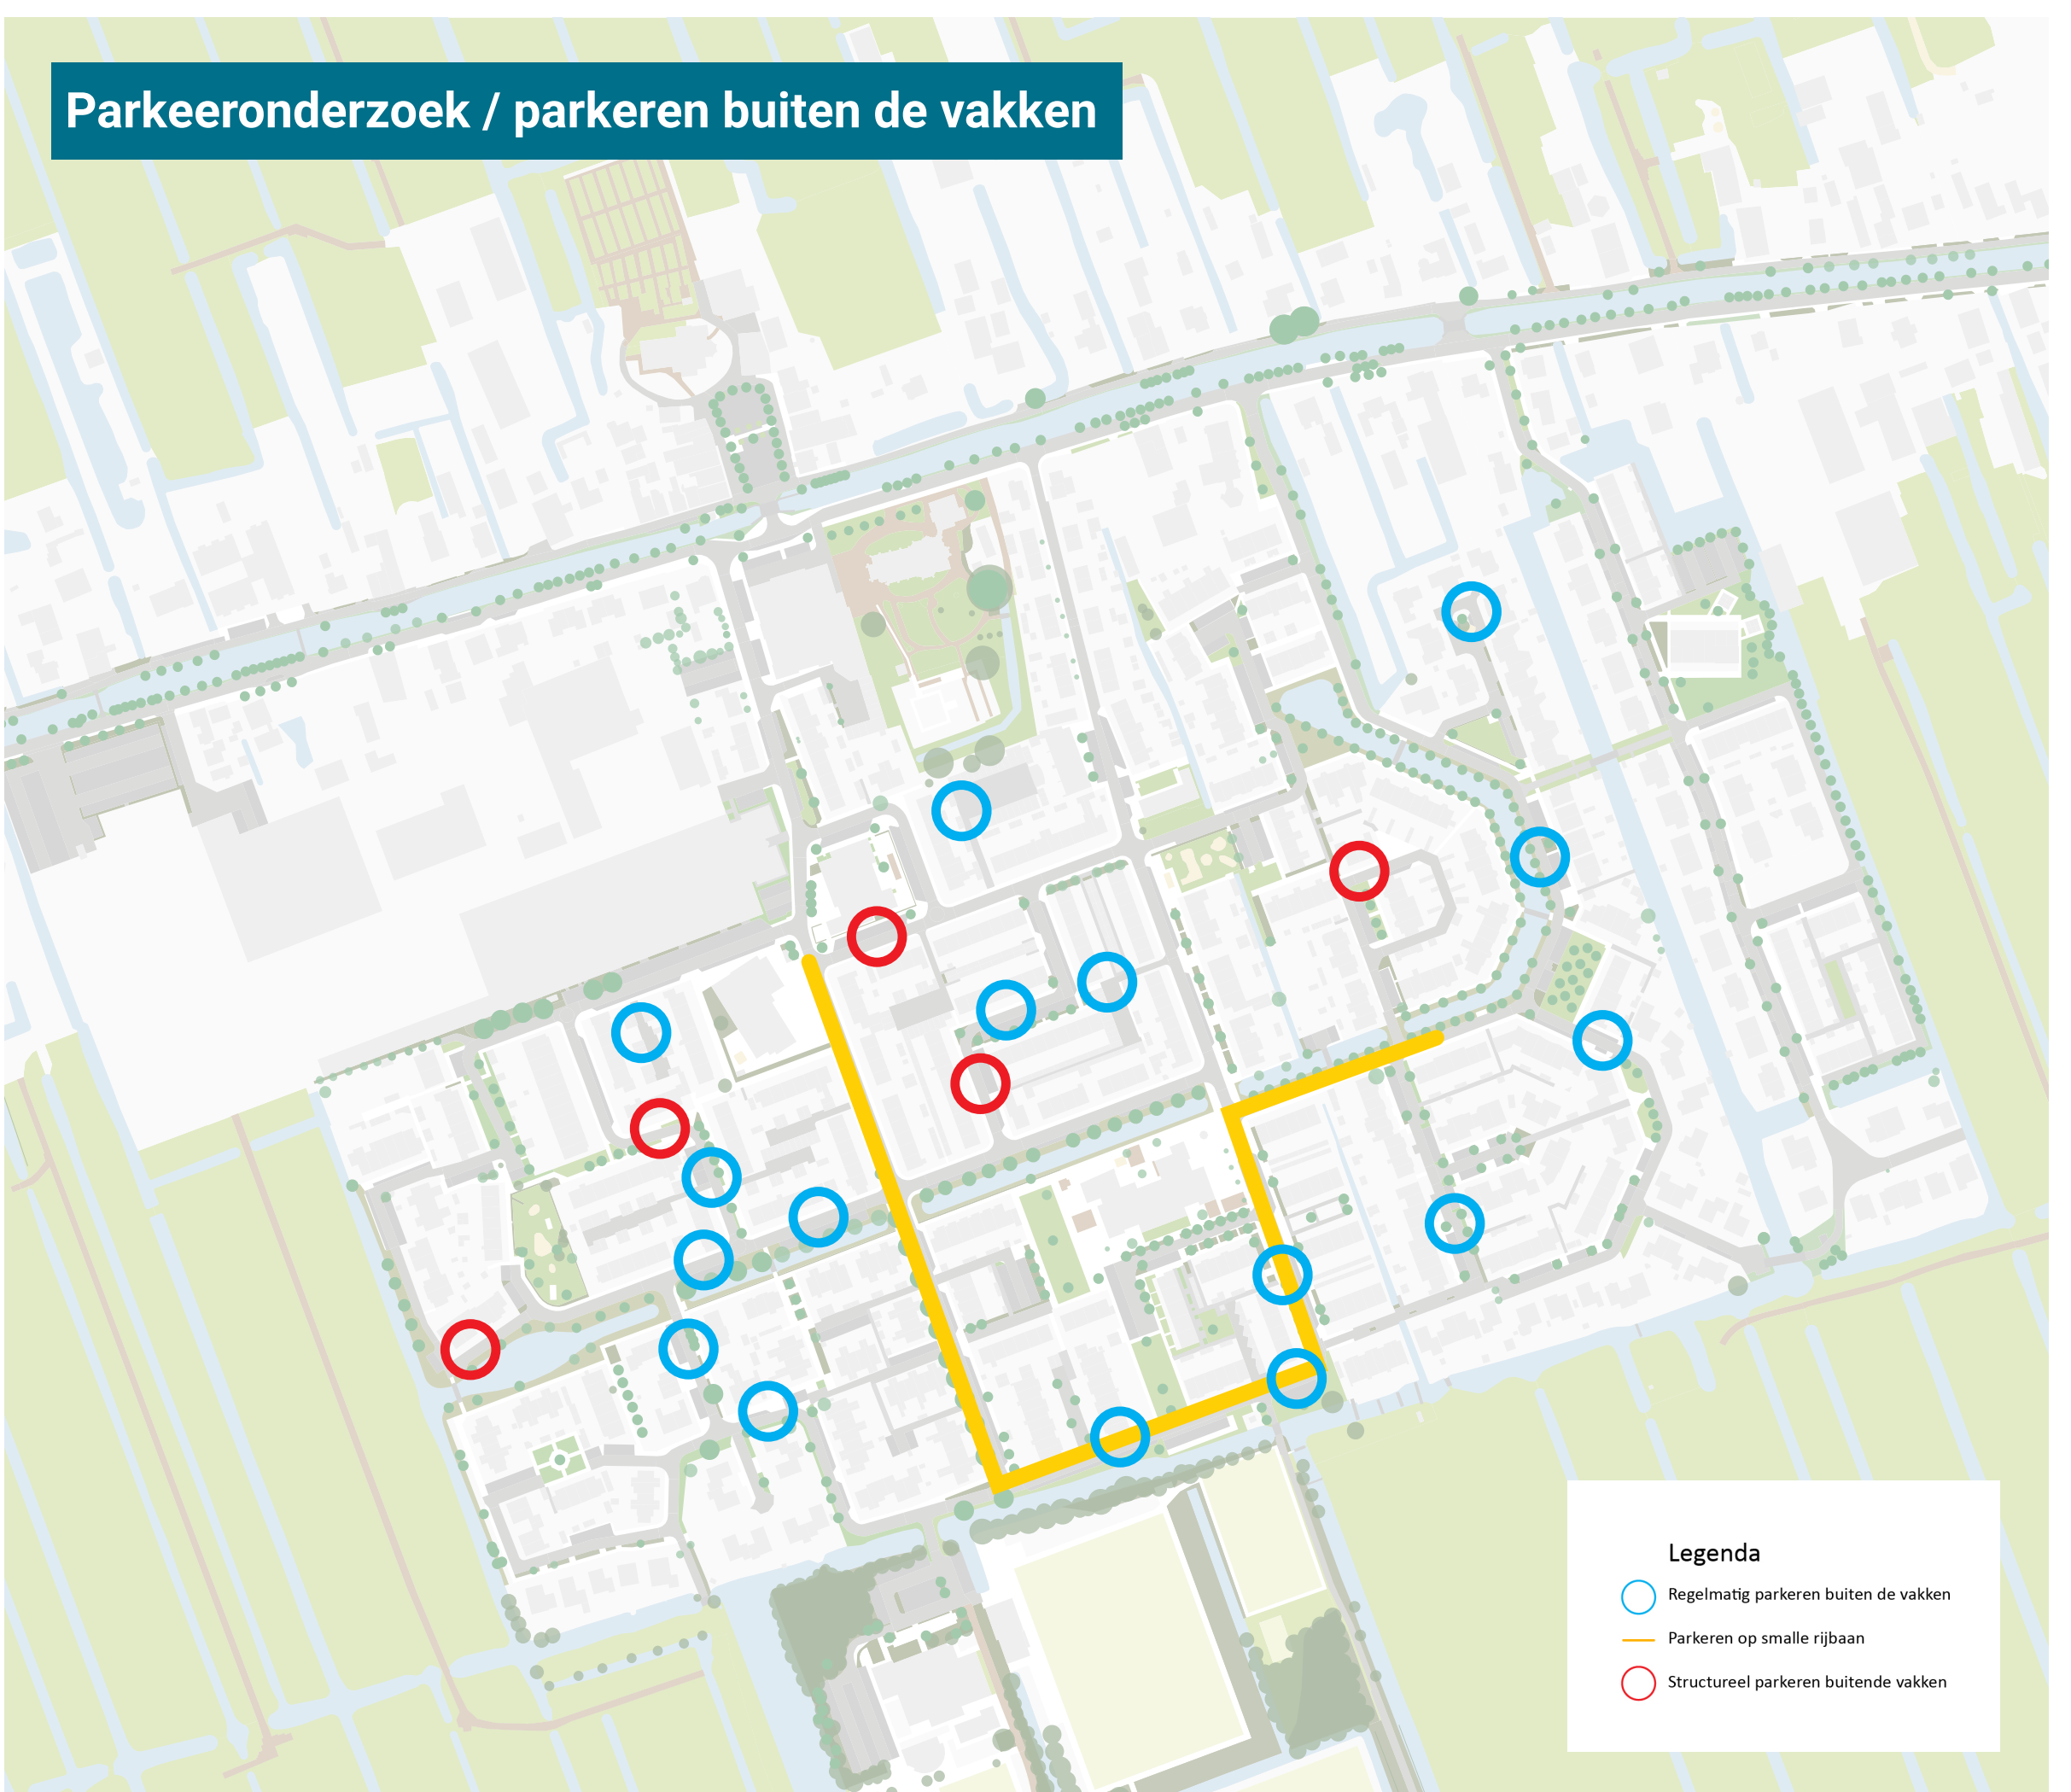 Parkeeronderzoek / parkeren buiten de vakken
Legenda
Regelmatig parkeren buiten de vakken
Parkeren op smalle rijbaan
Structureel parkeren buitende vakken